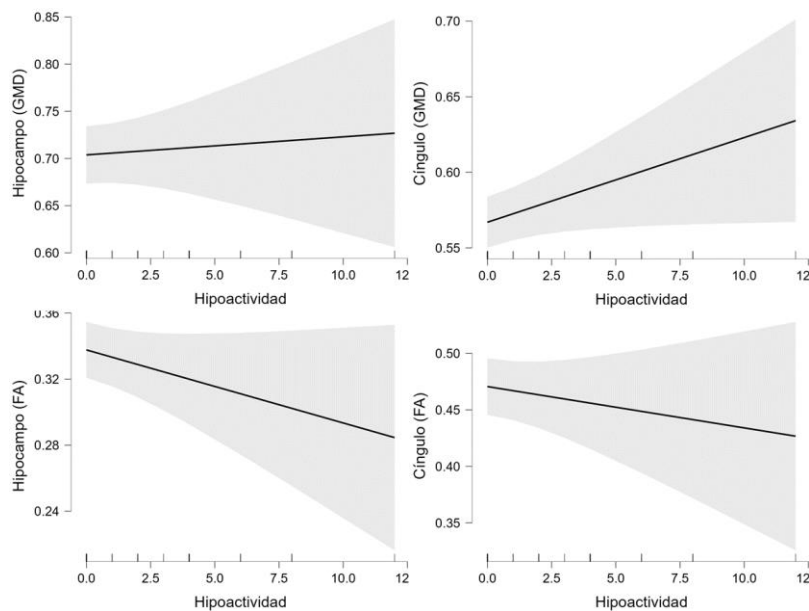 0.85
0.80
0.75
0.70
0.65
0.60
Hipocampo (GMD)
0.0 2.5 5.0 7.5 10.0 12
Hipoactividad
0.70
0.65
0.60
0.55
Cíngulo (GMD)
0.0 2.5 5.0 7.5 10.0 12
Hipoactividad
0.36
0.32
0.28
0.24
Hipocampo (FA)
0.0 2.5 5.0 7.5 10.0 12
Hipoactividad
0.50
0.45
0.40
0.35
Cíngulo (FA)
0.0 2.5 5.0 7.5 10.0 12
Hipoactividad